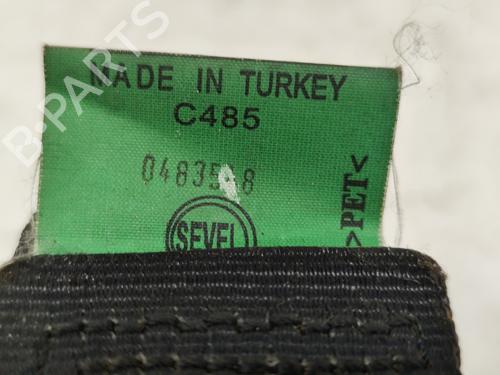 MADE IN TURKEY
C485
SEVEL
>PET<
B-PARTS